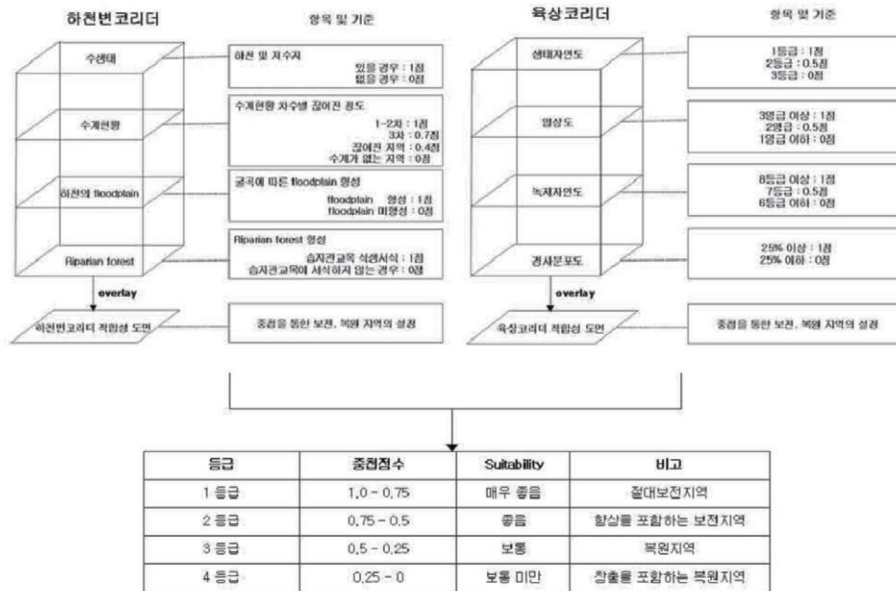 하천변코리더
항목 및 기준
수생태
하천 및 저수지
있을 경우 : 1점
없을 경우 : 0점
수계현황
수계현황 차수별 끊어진 정도
1-2차 : 1점
3차 : 0.7점
끊어진 지역 : 0.4점
수계가 없는 지역 : 0점
하천의 floodplain
굴곡에 따른 floodplain 형성
floodplain 형성 : 1점
floodplain 미형성 : 0점
Riparian forest
Riparian forest 형성
습지관교목 식생서식 : 1점
습지관교목에 서식하지 않는 경우 : 0점
overlay
하천변코리더 적합성 도면
중첩을 통한 보전, 복원 지역의 설정
육상코리더
항목 및 기준
생태자연도
1등급 : 1점
2등급 : 0.5점
3등급 : 0점
영상도
3영급 이상 : 1점
2영급 : 0.5점
1영급 이하 : 0점
녹지자연도
8등급 이상 : 1점
7등급 : 0.5점
6등급 이하 : 0점
경사분포도
25% 이상 : 1점
25% 이하 : 0점
overlay
육상코리더 적합성 도면
중첩을 통한 보전, 복원 지역의 설정
등급 중첩점수 Suitability 비고
1 등급 1.0 - 0.75 매우 좋음 절대보전지역
2 등급 0.75 - 0.5 좋음 향상을 포함하는 보전지역
3 등급 0.5 - 0.25 보통 복원지역
4 등급 0.25 - 0 보통 미만 창출을 포함하는 복원지역